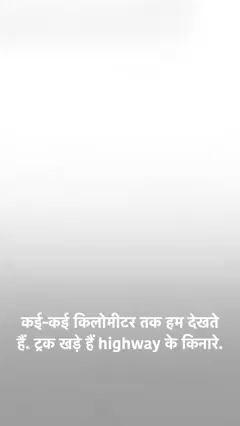 कई-कई किलोमीटर तक हम देखते
हैं. ट्रक खड़े हैं highway के किनारे.